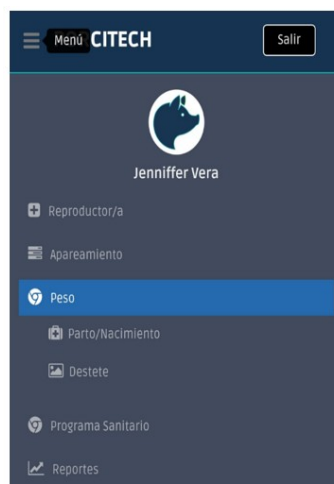 Menú CITECH
Salir
Jenniffer Vera
Reproductor/a
Apareamiento
Peso
Parto/Nacimiento
Destete
Programa Sanitario
Reportes